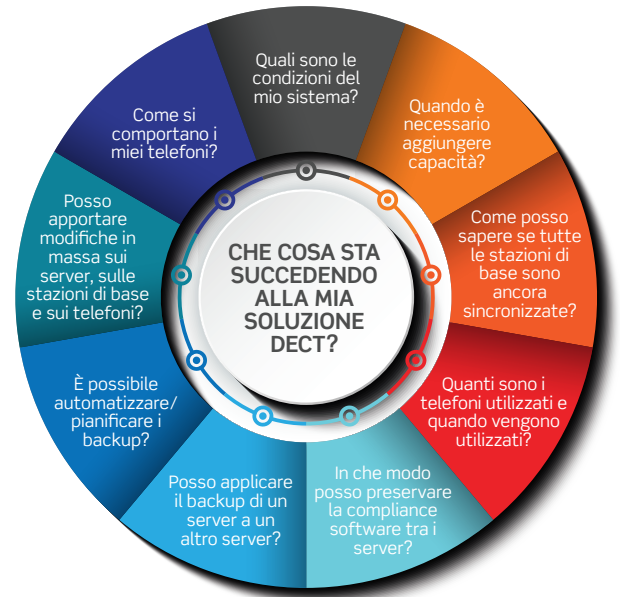 Quali sono le
condizioni del
mio sistema?
Quando è
necessario
aggiungere
capacità?
Come posso
sapere se tutte
le stazioni di
base sono
ancora
sincronizzate?
Quanti sono i
telefoni utilizzati e
quando vengono
utilizzati?
In che modo
posso preservare
la compliance
software tra i
server?
Posso applicare
il backup di un
server a un
altro server?
È possibile
automatizzare/
pianificare i
backup?
Posso
apportare
modifiche in
massa sui
server, sulle
stazioni di base
e sui telefoni?
Come si
comportano i
miei telefoni?
CHE COSA STA
SUCCEDENDO
ALLA MIA
SOLUZIONE
DECT?